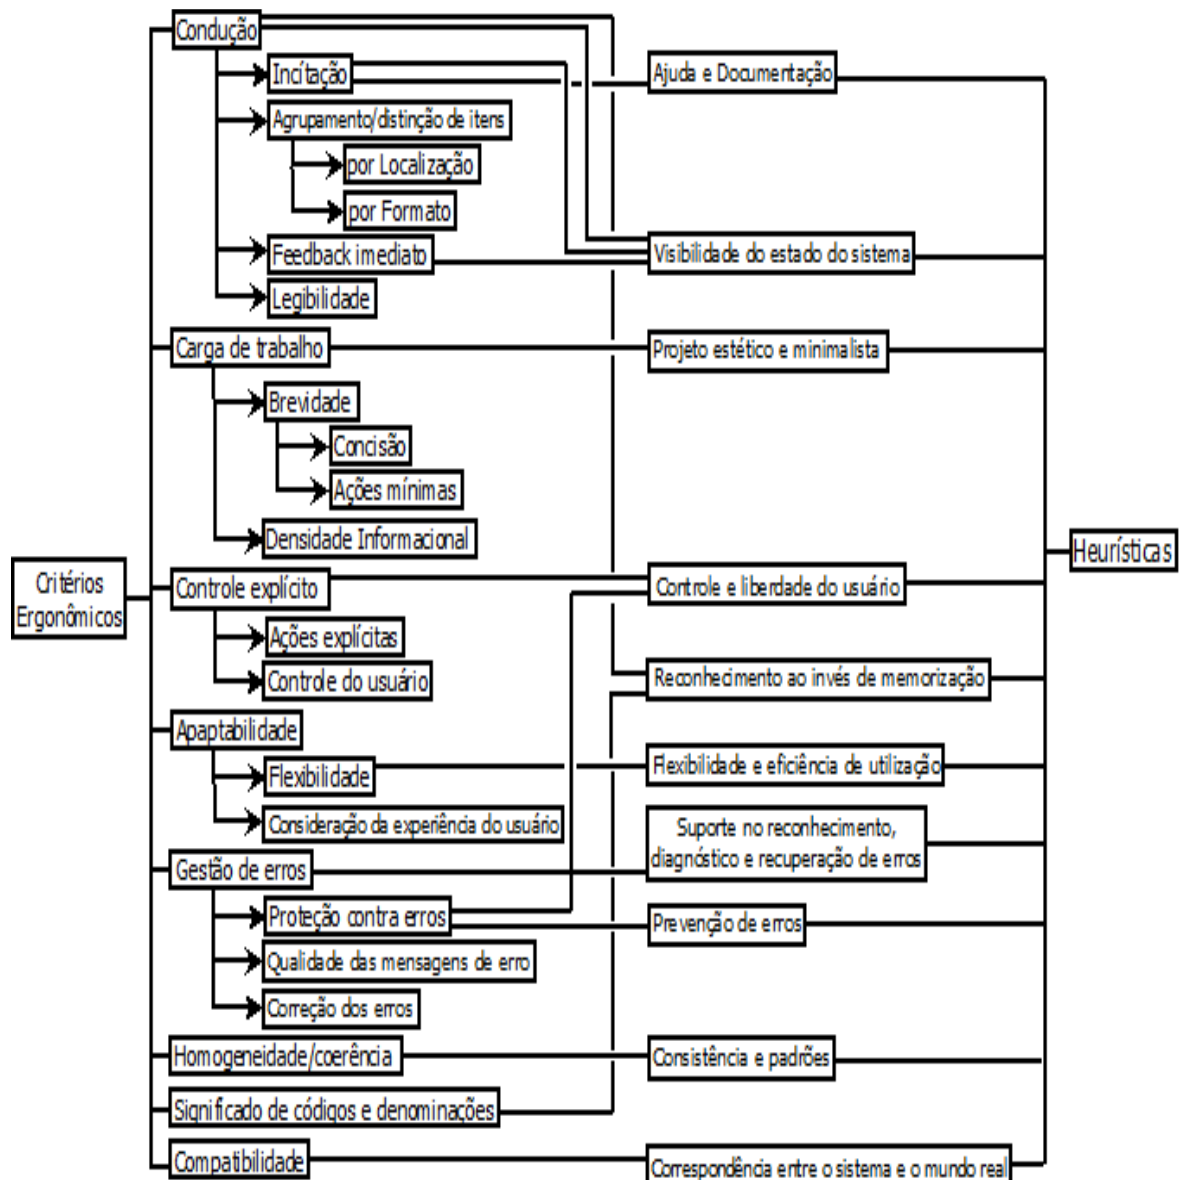 Condução
Incitação
Ajuda e Documentação
Agrupamento/distinção de itens
por Localização
por Formato
Feedback imediato
Visibilidade do estado do sistema
Legibilidade
Carga de trabalho
Projeto estético e minimalista
Brevidade
Concisão
Ações mínimas
Densidade Informacional
Heurísticas
Critérios
Ergonômicos
Controle explícito
Controle e liberdade do usuário
Ações explícitas
Controle do usuário
Reconhecimento ao invés de memorização
Apaptabilidade
Flexibilidade
Flexibilidade e eficiência de utilização
Consideração da experiência do usuário
Suporte no reconhecimento,
diagnóstico e recuperação de erros
Gestão de erros
Proteção contra erros
Prevenção de erros
Qualidade das mensagens de erro
Correção dos erros
Homogeneidade/coerência
Consistência e padrões
Significado de códigos e denominações
Compatibilidade
Correspondência entre o sistema e o mundo real